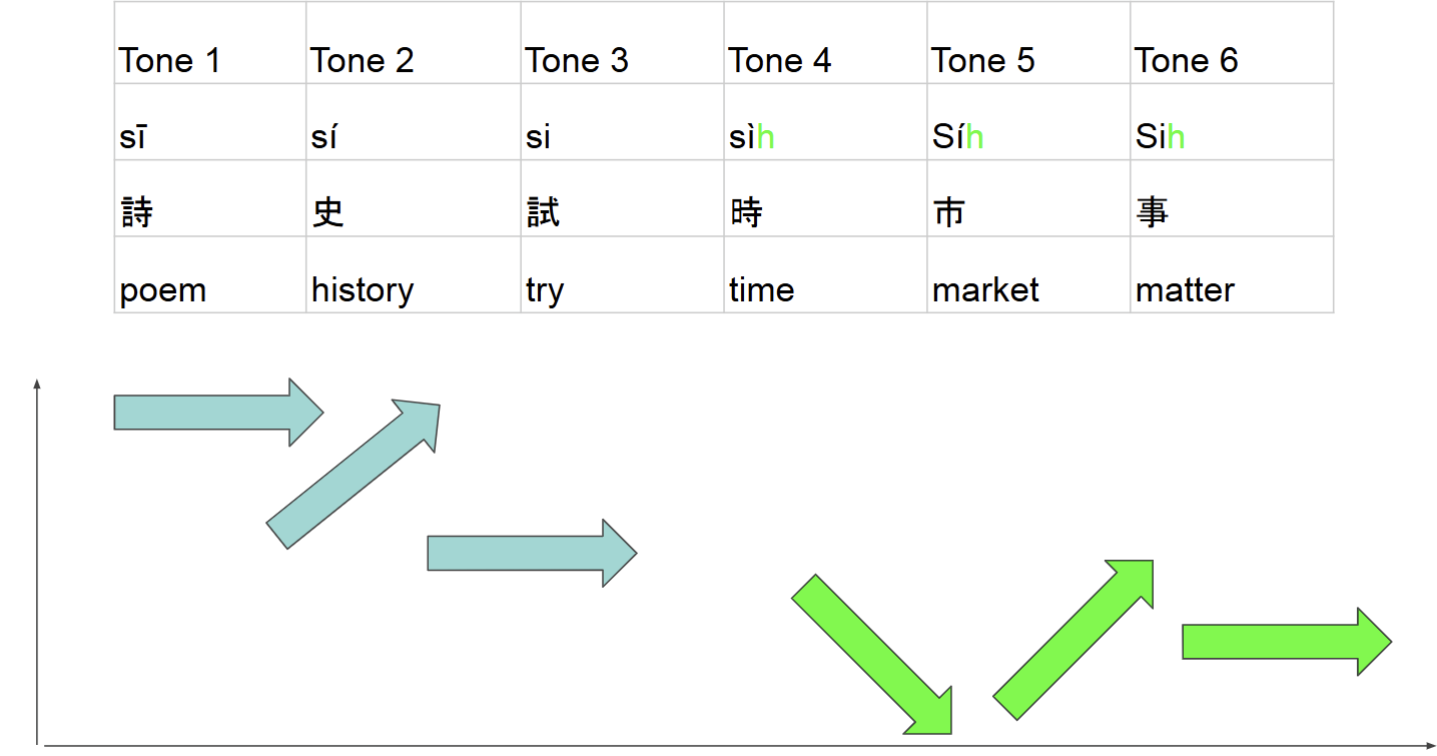 Tone 1 Tone 2 Tone 3 Tone 4 Tone 5 Tone 6
sī sí si sìh Síh Sih
詩 史 試 時 市 事
poem history try time market matter